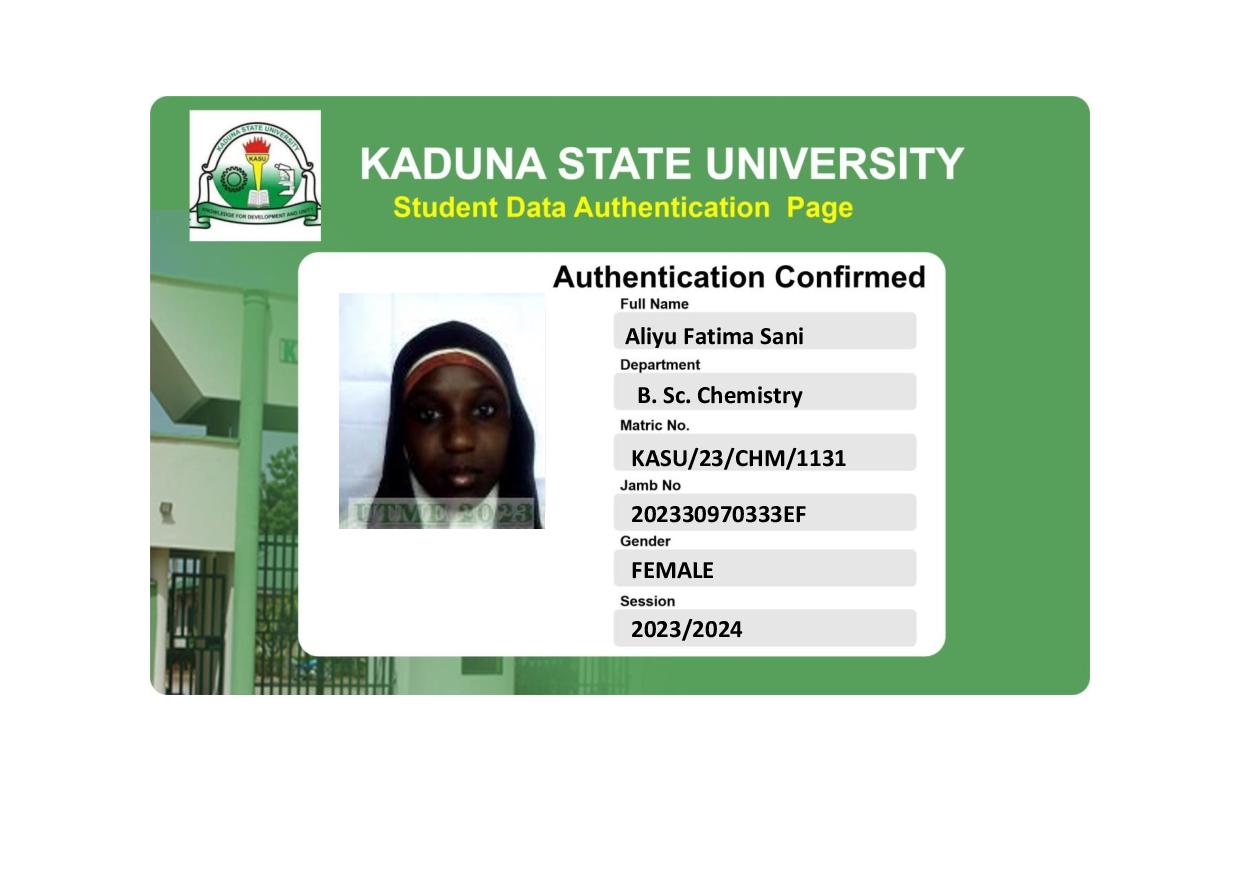 KADUNA STATE UNIVERSITY
KASU
KNOWLEDGE FOR DEVELOPMENT AND UNITY
KADUNA STATE UNIVERSITY
Student Data Authentication Page
Authentication Confirmed
Full Name
Aliyu Fatima Sani
Department
B. Sc. Chemistry
Matric No.
KASU/23/CHM/1131
Jamb No
202330970333EF
Gender
FEMALE
Session
2023/2024
UTME 2023
K